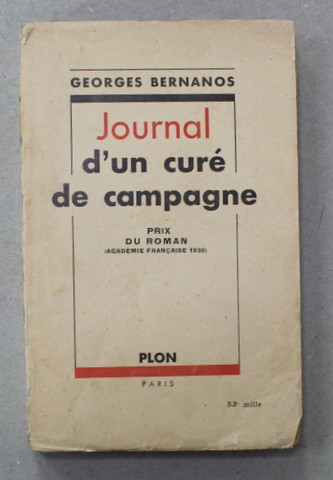 GEORGES BERNANOS
Journal
d'un curé
de campagne
PRIX
DU ROMAN
(ACADÉMIE FRANÇAISE 1936)
PLON
PARIS
53e mille